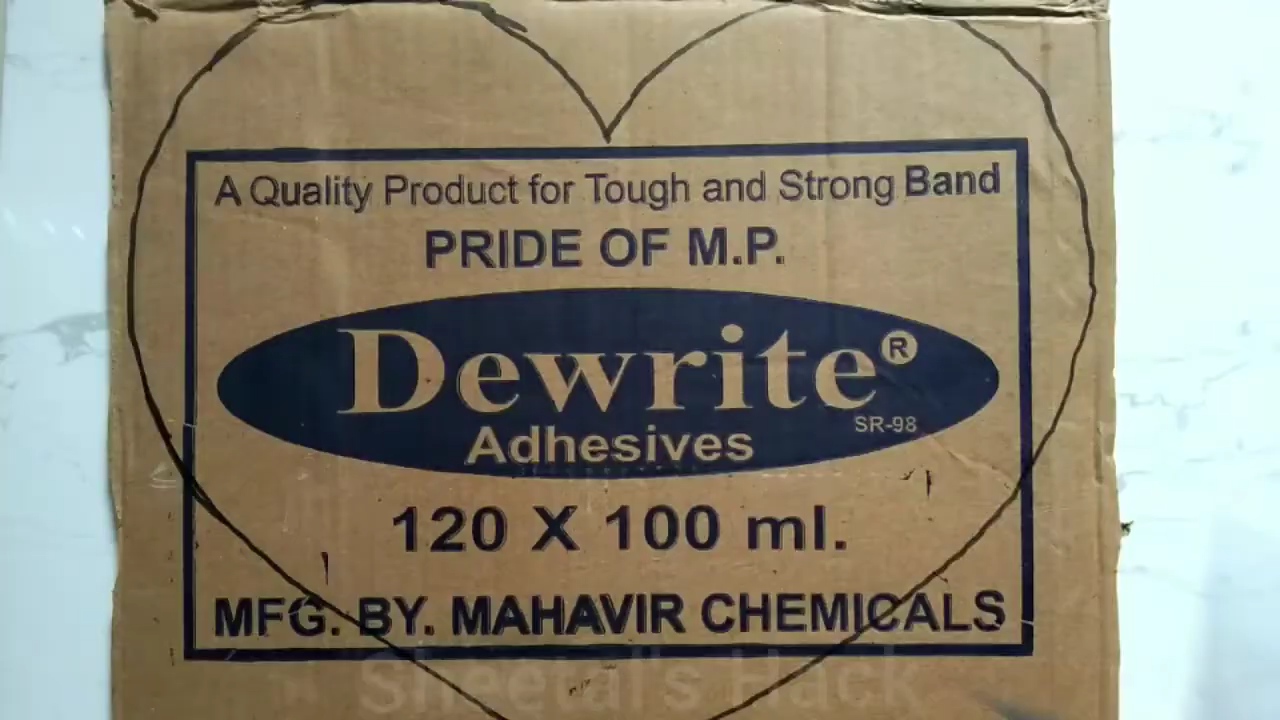 A Quality Product for Tough and Strong Band
PRIDE OF M.P.
Dewrite®
SR-98
Adhesives
120 X 100 ml.
MFG. BY. MAHAVIR CHEMICALS
Sheetal's Hack